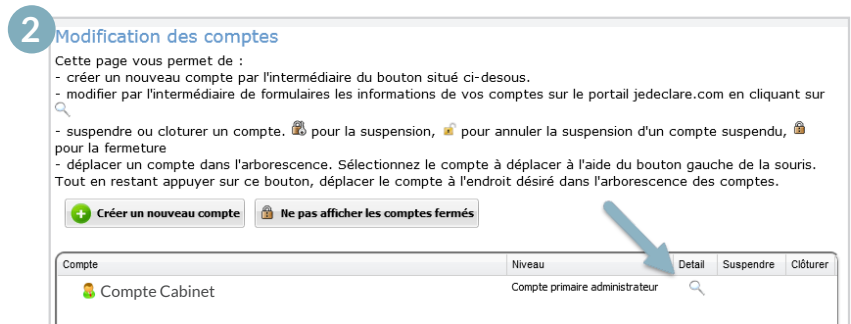 2
Modification des comptes
Cette page vous permet de :
- créer un nouveau compte par l'intermédiaire du bouton situé ci-desous.
- modifier par l'intermédiaire de formulaires les informations de vos comptes sur le portail jedeclare.com en cliquant sur
- suspendre ou cloturer un compte. pour la suspension, pour annuler la suspension d'un compte suspendu,
pour la fermeture
- déplacer un compte dans l'arborescence. Sélectionnez le compte à déplacer à l'aide du bouton gauche de la souris.
Tout en restant appuyer sur ce bouton, déplacer le compte à l'endroit désiré dans l'arborescence des comptes.
Créer un nouveau compte Ne pas afficher les comptes fermés
Compte Niveau Detail Suspendre Clôturer
Compte Cabinet Compte primaire administrateur